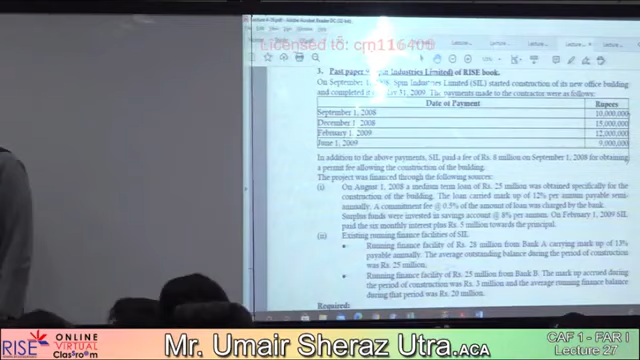 Licensed to: cm116400
3. Past paper Spin Industries Limited) of RISE book.
On September 1, 2008, Spin Industries Limited (SIL) started construction of its new office building
and completed it 31, 2009. The payments made to the contractor were as follows:
Date of Payment Rupees
September 1, 2008 10,000,000
December 1, 2008 15,000,000
February 1, 2009 12,000,000
June 1, 2009 9,000,000
In addition to the above payments, SIL paid a fee of Rs. 8 million on September 1, 2008 for obtaining
a permit fee allowing the construction of the building.
The project was financed through the following sources:
(i) On August 1, 2008 a medium term loan of Rs. 25 million was obtained specifically for the
construction of the building. The loan carried mark up of 12% per annum payable semi-
annually. A commitment fee @ 0.5% of the amount of loan was charged by the bank.
Surplus funds were invested in savings account @ 8% per annum. On February 1, 2009 SIL
paid the six monthly interest plus Rs. 5 million towards the principal.
(ii) Existing running finance facilities of SIL
• Running finance facility of Rs. 28 million from Bank A carrying mark up of 13%
payable annually. The average outstanding balance during the period of construction
was Rs. 25 million.
• Running finance facility of Rs. 25 million from Bank B. The mark up accrued during
the period of construction was Rs. 3 million and the average running finance balance
during that period was Rs. 20 million.
Required:
RISE ONLINE VIRTUAL Classroom
Mr. Umair Sheraz Utra, ACA
CAF 1 - FAR I
Lecture 27